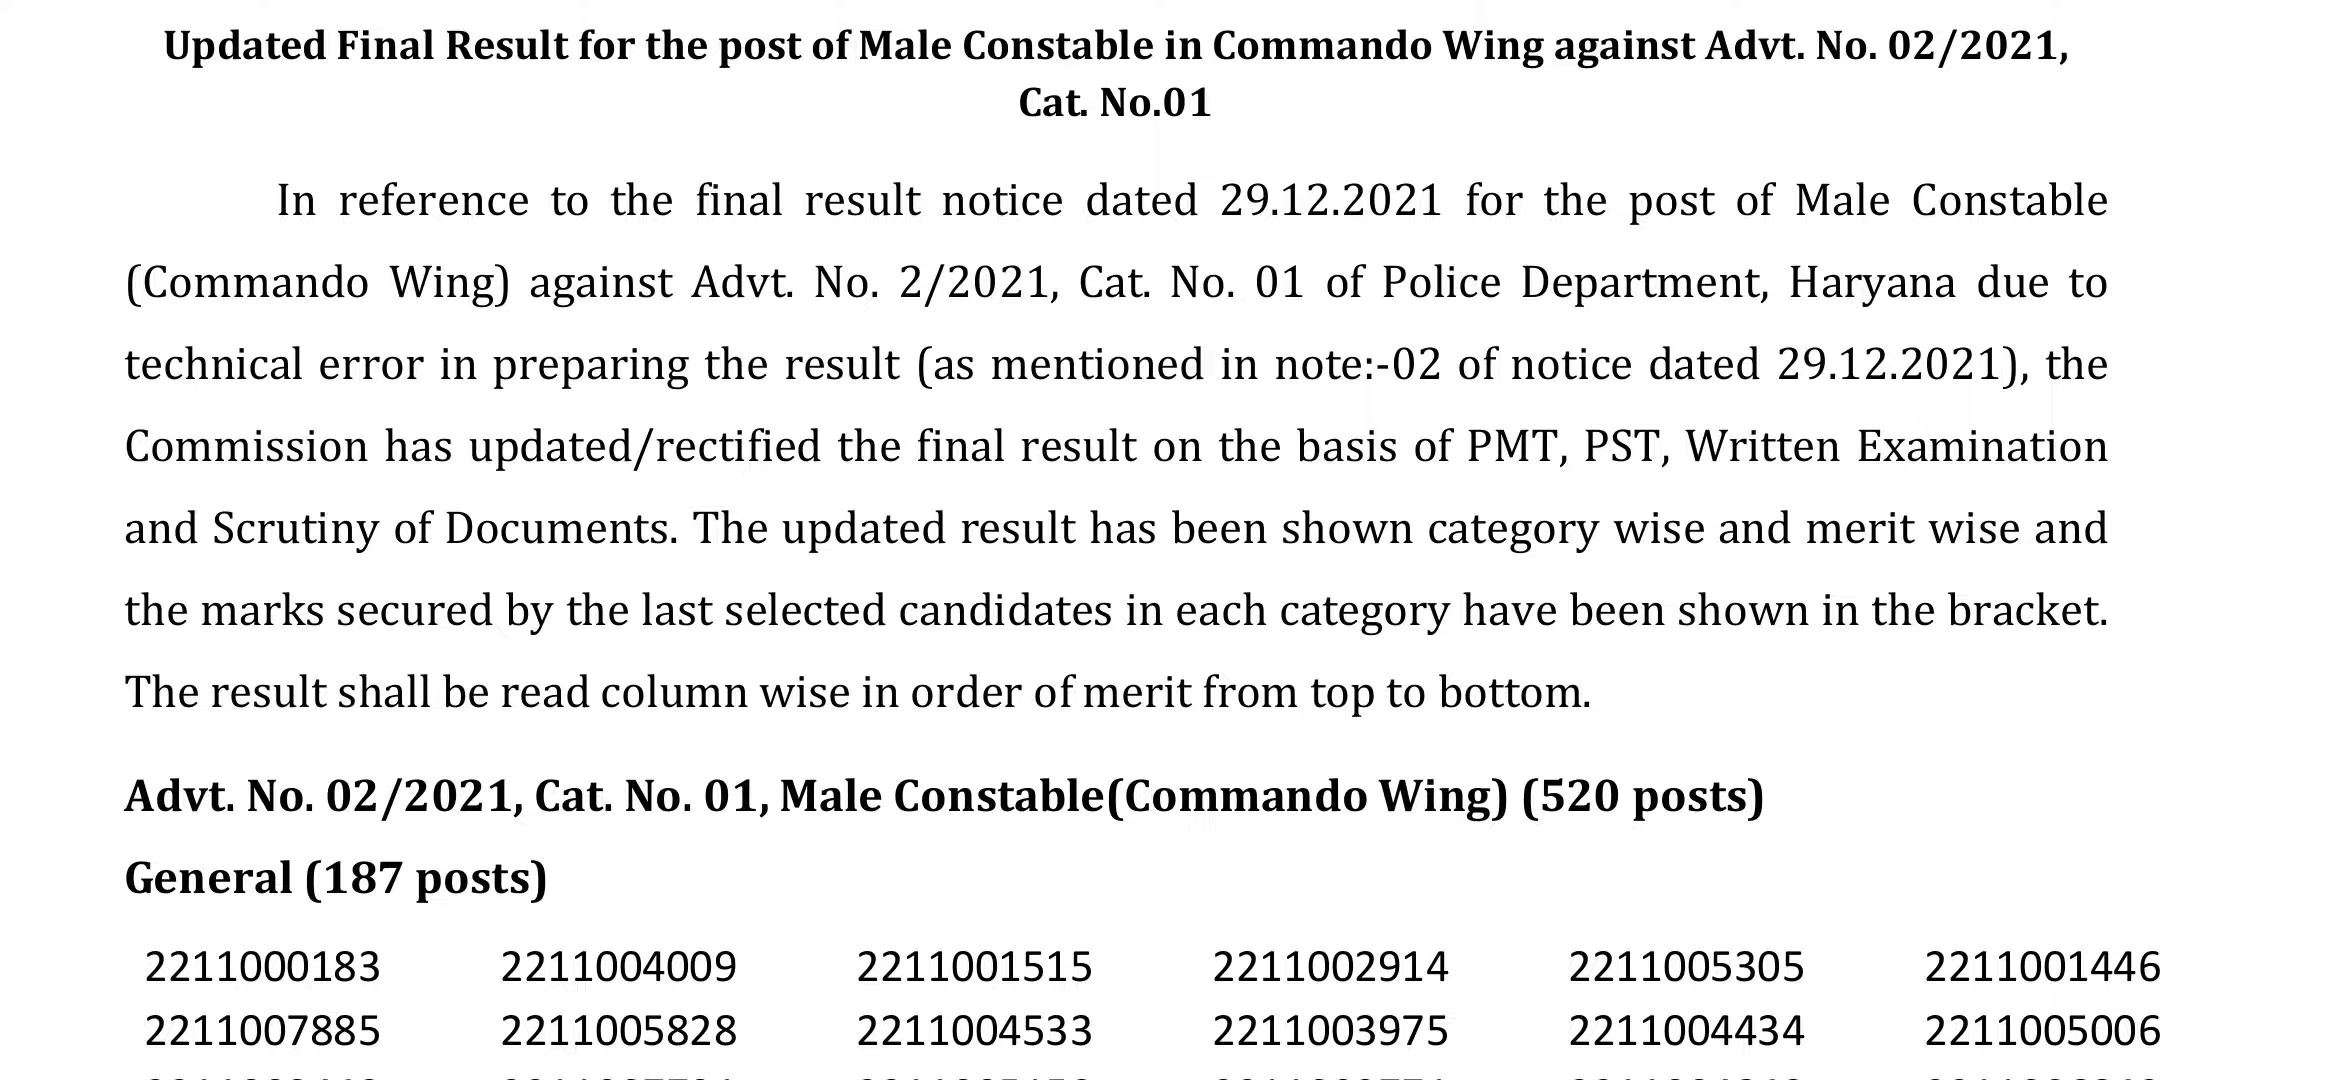 Updated Final Result for the post of Male Constable in Commando Wing against Advt. No. 02/2021,
Cat. No.01
In reference to the final result notice dated 29.12.2021 for the post of Male Constable
(Commando Wing) against Advt. No. 2/2021, Cat. No. 01 of Police Department, Haryana due to
technical error in preparing the result (as mentioned in note:-02 of notice dated 29.12.2021), the
Commission has updated/rectified the final result on the basis of PMT, PST, Written Examination
and Scrutiny of Documents. The updated result has been shown category wise and merit wise and
the marks secured by the last selected candidates in each category have been shown in the bracket.
The result shall be read column wise in order of merit from top to bottom.
Advt. No. 02/2021, Cat. No. 01, Male Constable(Commando Wing) (520 posts)
General (187 posts)
2211000183 2211004009 2211001515 2211002914 2211005305 2211001446
2211007885 2211005828 2211004533 2211003975 2211004434 2211005006